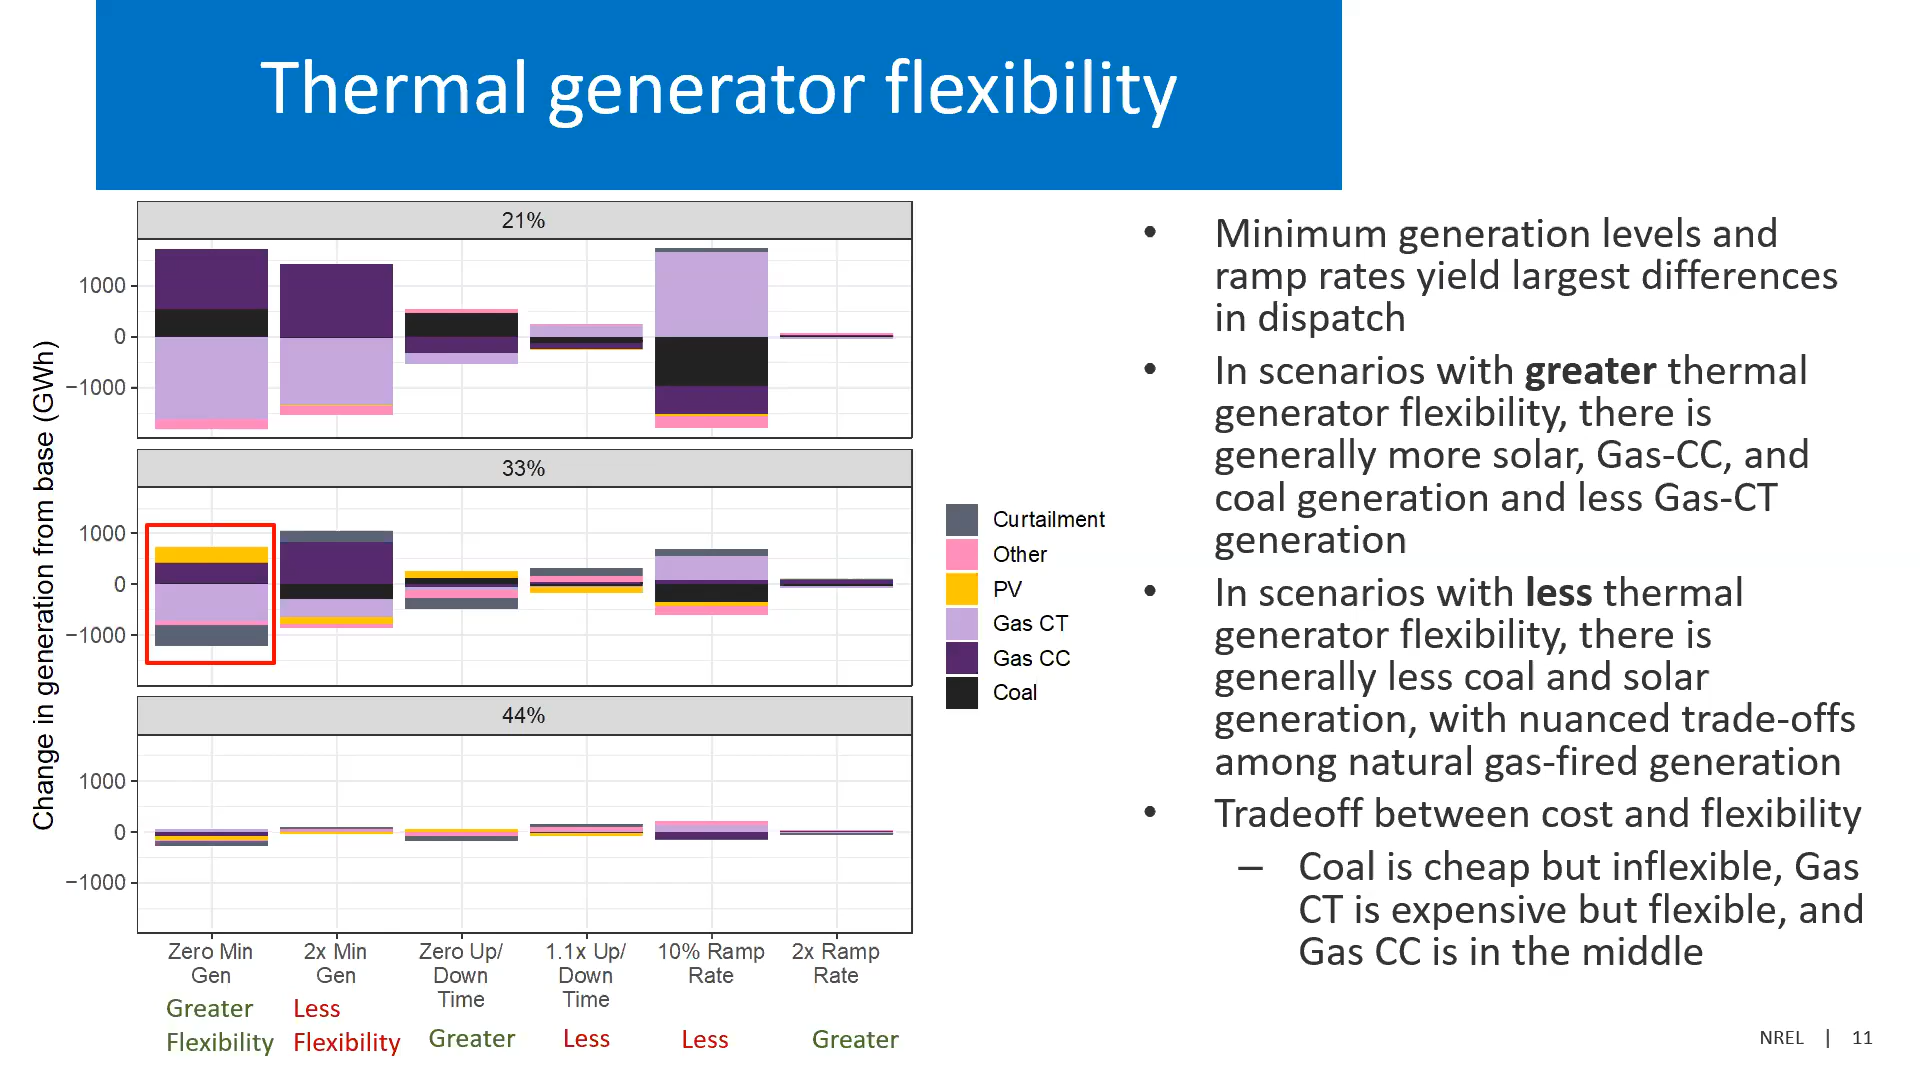 Thermal generator flexibility
Change in generation from base (GWh)
21%
1000
0
−1000
33%
1000
0
−1000
44%
1000
0
−1000
Zero Min
Gen
2x Min
Gen
Zero Up/
Down
Time
1.1x Up/
Down
Time
10% Ramp
Rate
2x Ramp
Rate
Greater
Flexibility
Less
Flexibility
Greater
Less
Less
Greater
Curtailment
Other
PV
Gas CT
Gas CC
Coal
• Minimum generation levels and
ramp rates yield largest differences
in dispatch
• In scenarios with greater thermal
generator flexibility, there is
generally more solar, Gas-CC, and
coal generation and less Gas-CT
generation
• In scenarios with less thermal
generator flexibility, there is
generally less coal and solar
generation, with nuanced trade-offs
among natural gas-fired generation
• Tradeoff between cost and flexibility
– Coal is cheap but inflexible, Gas
CT is expensive but flexible, and
Gas CC is in the middle
NREL | 11